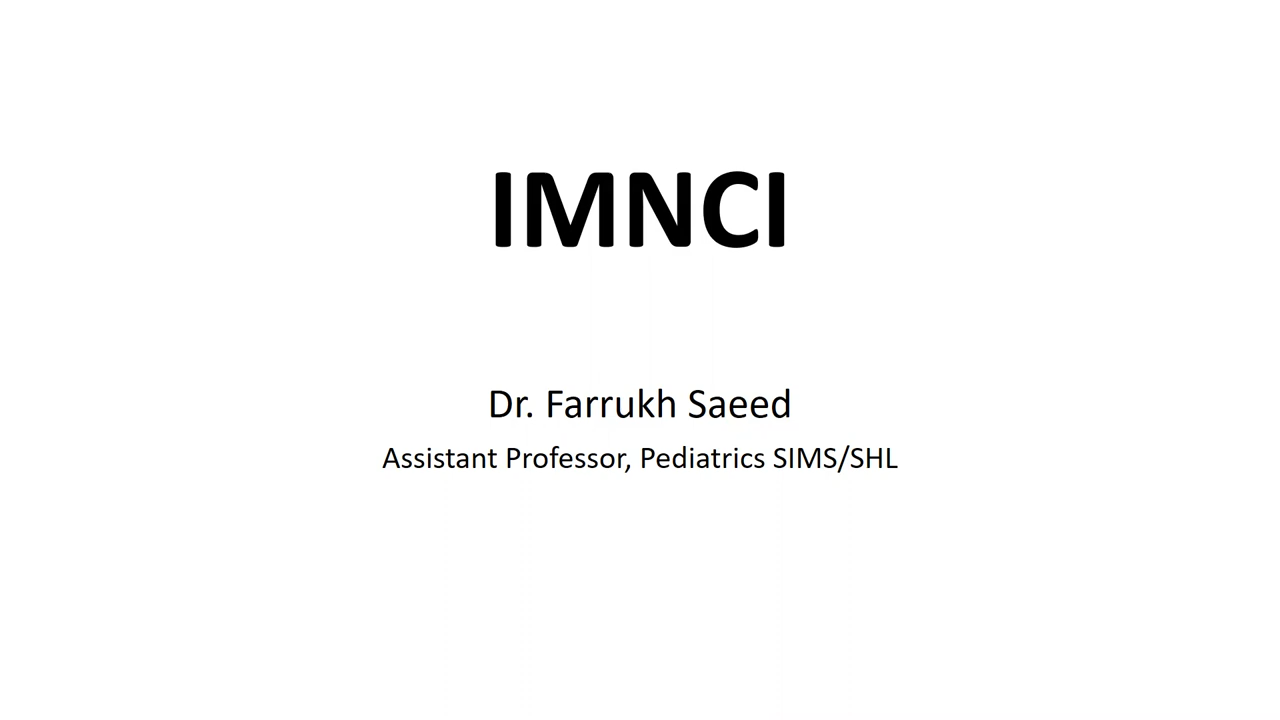 IMNCI
Dr. Farrukh Saeed
Assistant Professor, Pediatrics SIMS/SHL